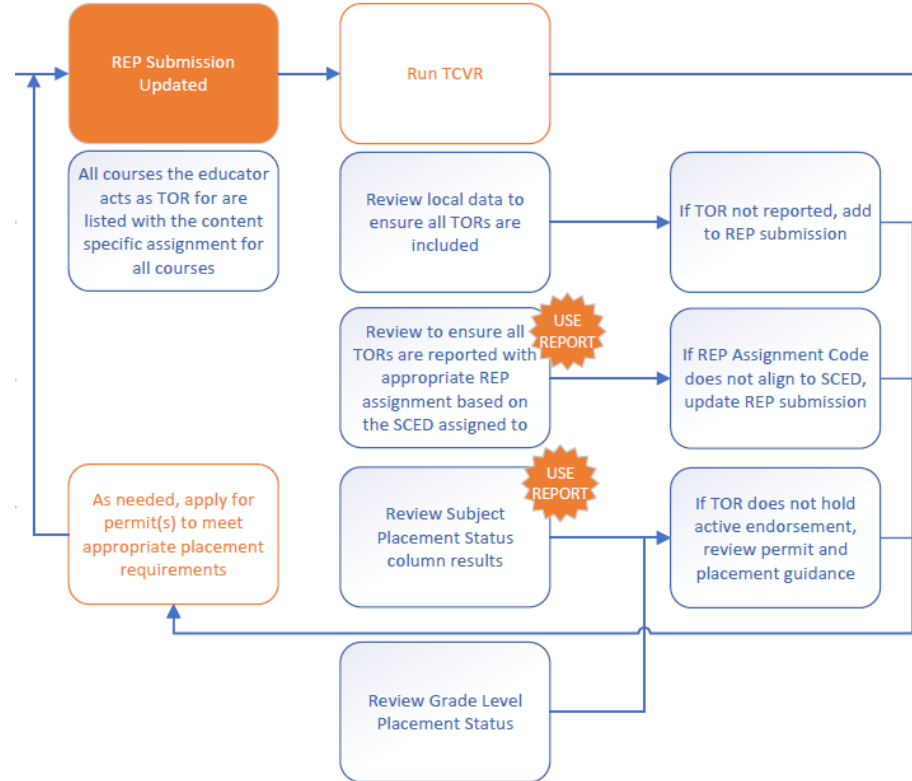 REP Submission
Updated
Run TCVR
All courses the educator
acts as TOR for are
listed with the content
specific assignment for
all courses
Review local data to
ensure all TORs are
included
If TOR not reported, add
to REP submission
USE
REPORT
Review to ensure all
TORs are reported with
appropriate REP
assignment based on
the SCED assigned to
If REP Assignment Code
does not align to SCED,
update REP submission
USE
REPORT
As needed, apply for
permit(s) to meet
appropriate placement
requirements
Review Subject
Placement Status
column results
If TOR does not hold
active endorsement,
review permit and
placement guidance
Review Grade Level
Placement Status